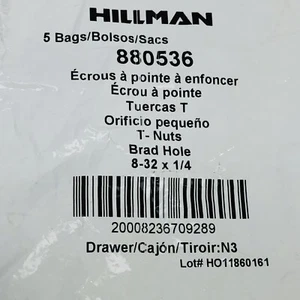 HILLMAN
5 Bags/Bolsos/Sacs
880536
Écrous à pointe à enfoncer
Écrou à pointe
Tuercas T
Orificio pequeño
T- Nuts
Brad Hole
8-32 x 1/4
20008236709289
Drawer/Cajón/Tiroir:N3
Lot# HO11860161